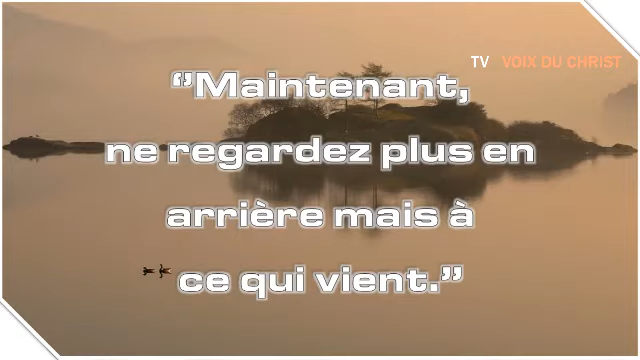 TV VOIX DU CHRIST
‘’Maintenant,
ne regardez plus en
arrière mais à
ce qui vient.’’